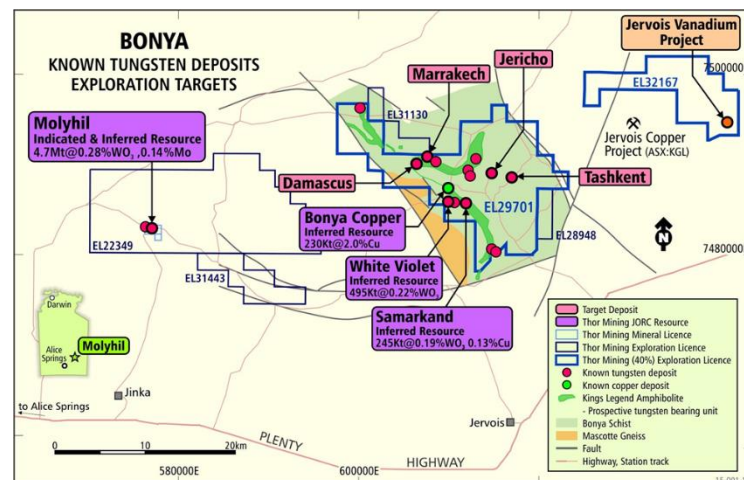 BONYA
KNOWN TUNGSTEN DEPOSITS
EXPLORATION TARGETS
Jervois Vanadium
Project
Jericho
Marrakech
EL32167
7500000
EL31130
Molyhil
Indicated & Inferred Resource
4.7Mt@0.28%WO₃,0.14%Mo
Jervois Copper
Project (ASX:KGL)
Damascus
Tashkent
Bonya Copper
Inferred Resource
230Kt@2.0%Cu
EL29701
EL28948
N
EL22349
White Violet
Inferred Resource
495Kt@0.22%WO₃
7480000
EL31443
Samarkand
Inferred Resource
245Kt@0.19%WO₃ 0.13%Cu
Darwin
Alice
Springs
Molyhil
Jinka
to Alice Springs
Jervois
0 10 20km
PLENTY
HIGHWAY
580000E
600000E
Target Deposit
Thor Mining JORC Resource
Thor Mining Mineral Licence
Thor Mining Exploration Licence
Thor Mining (40%) Exploration Licence
Known tungsten deposit
Known copper deposit
Kings Legend Amphibolite
- Prospective tungsten bearing unit
Bonya Schist
Mascotte Gneiss
Fault
Highway, Station track